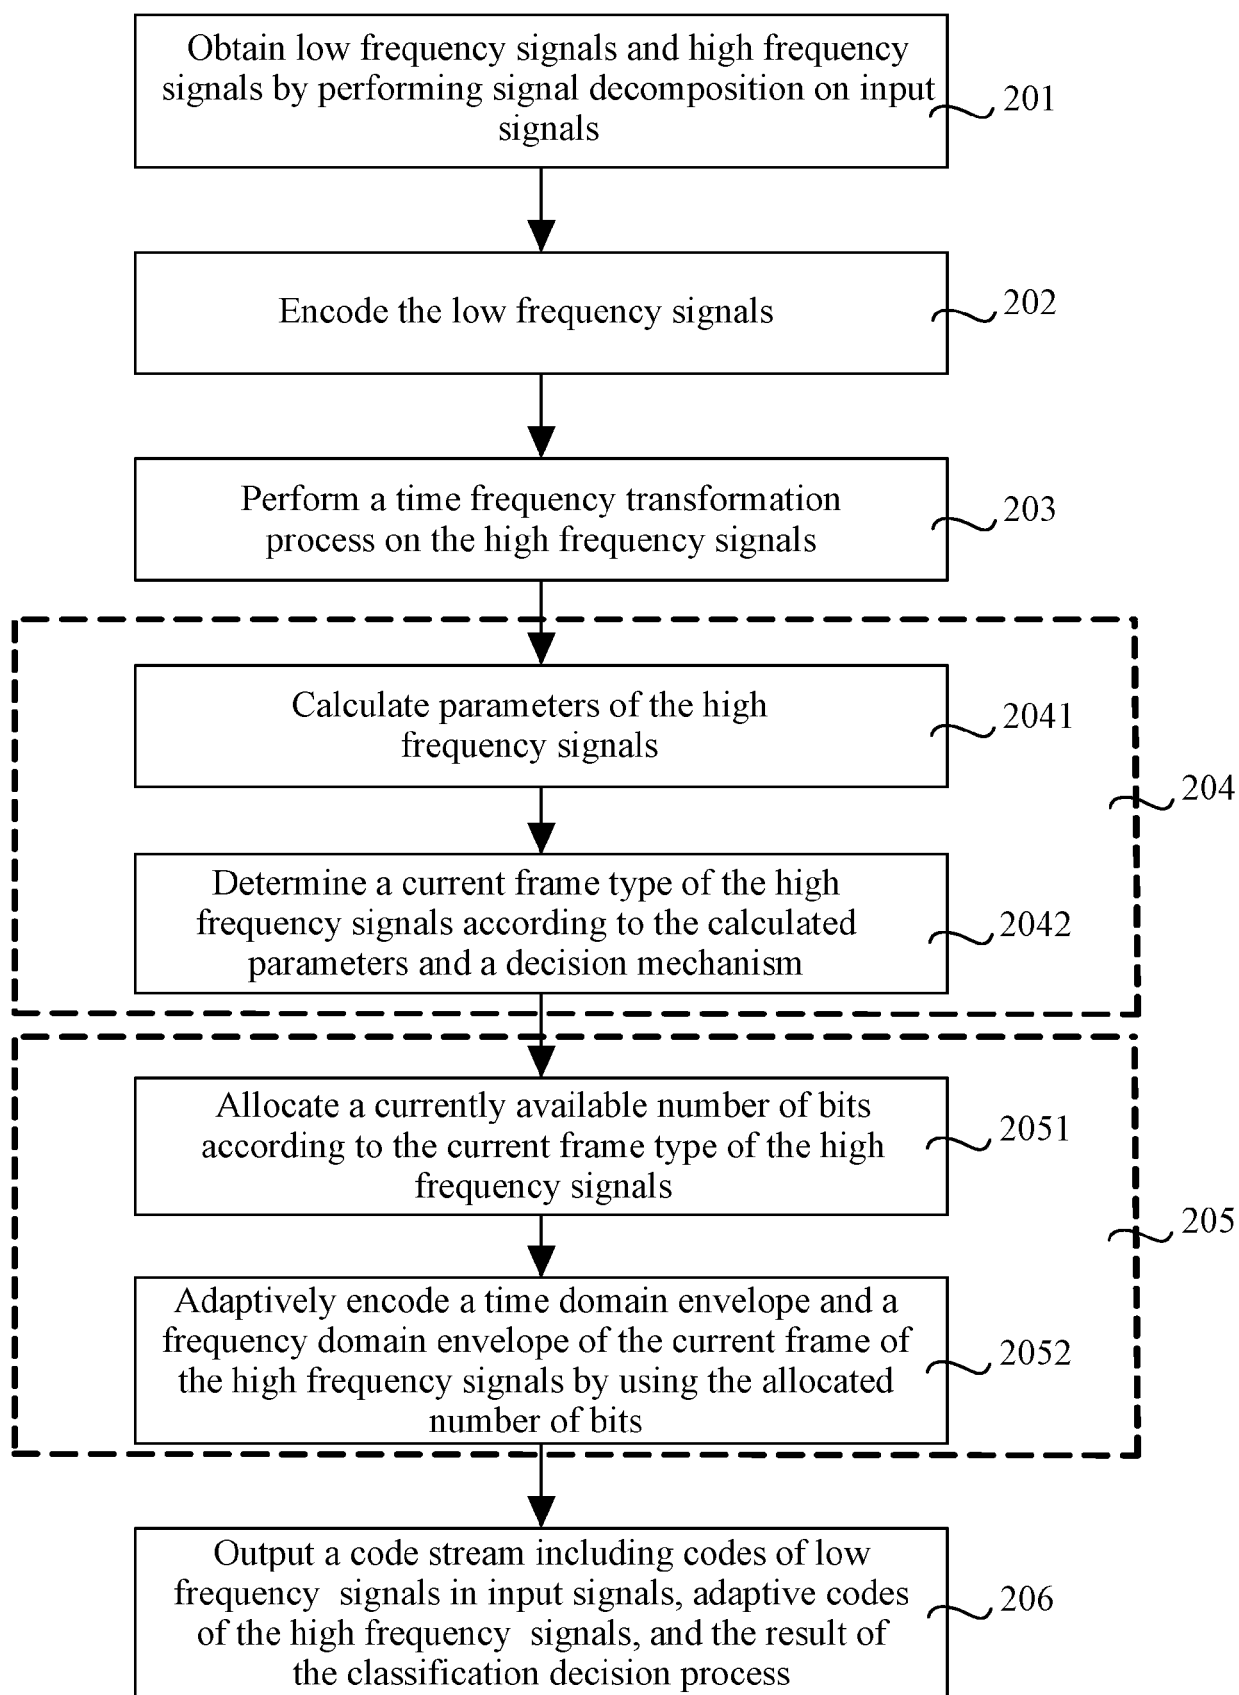 Obtain low frequency signals and high frequency
signals by performing signal decomposition on input
signals
201
Encode the low frequency signals
202
Perform a time frequency transformation
process on the high frequency signals
203
Calculate parameters of the high
frequency signals
2041
204
Determine a current frame type of the high
frequency signals according to the calculated
parameters and a decision mechanism
2042
Allocate a currently available number of bits
according to the current frame type of the high
frequency signals
2051
205
Adaptively encode a time domain envelope and a
frequency domain envelope of the current frame of
the high frequency signals by using the allocated
number of bits
2052
Output a code stream including codes of low
frequency signals in input signals, adaptive codes
of the high frequency signals, and the result of
the classification decision process
206